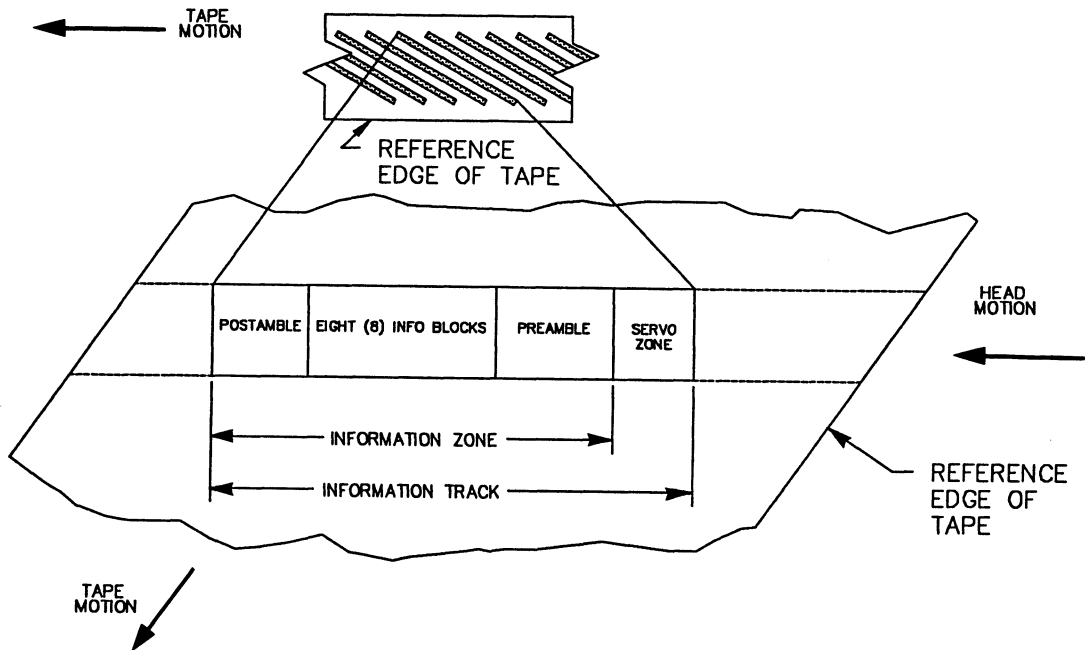 TAPE
MOTION
REFERENCE
EDGE OF TAPE
HEAD
MOTION
POSTAMBLE
EIGHT (8) INFO BLOCKS
PREAMBLE
SERVO
ZONE
INFORMATION ZONE
INFORMATION TRACK
REFERENCE
EDGE OF
TAPE
TAPE
MOTION